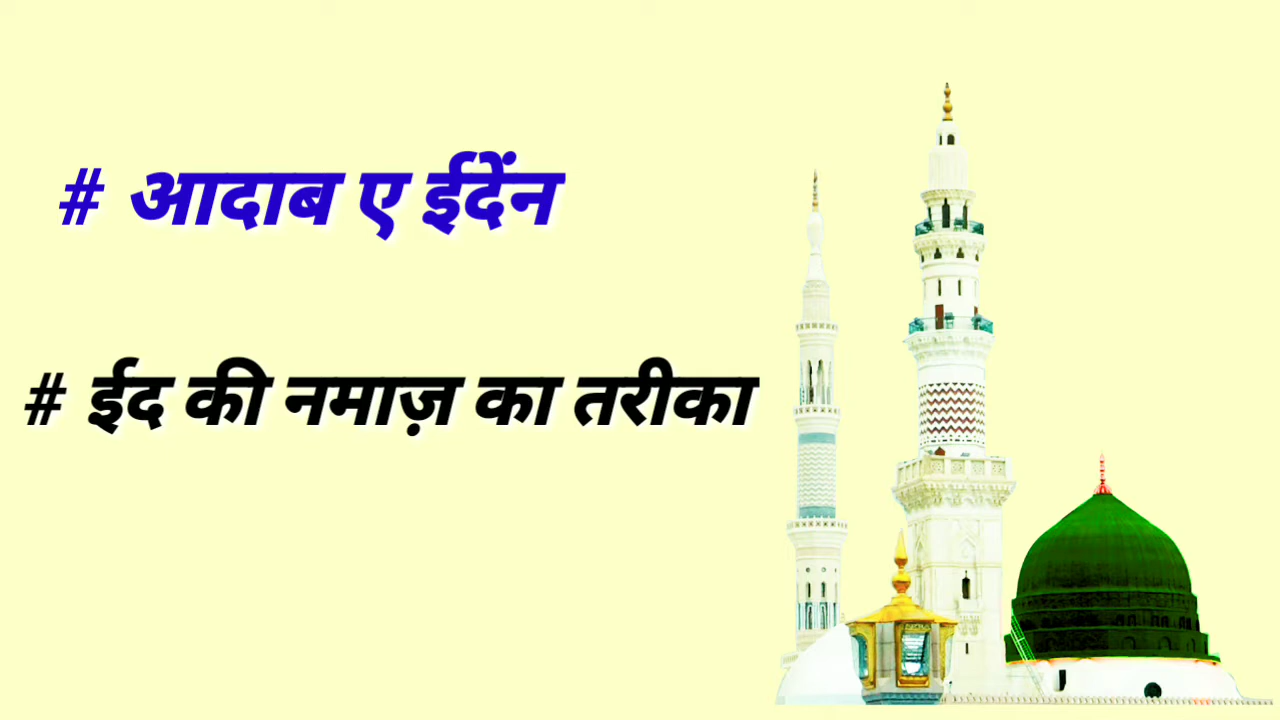 # आदाब ए ईदेंन
# ईद की नमाज़ का तरीका